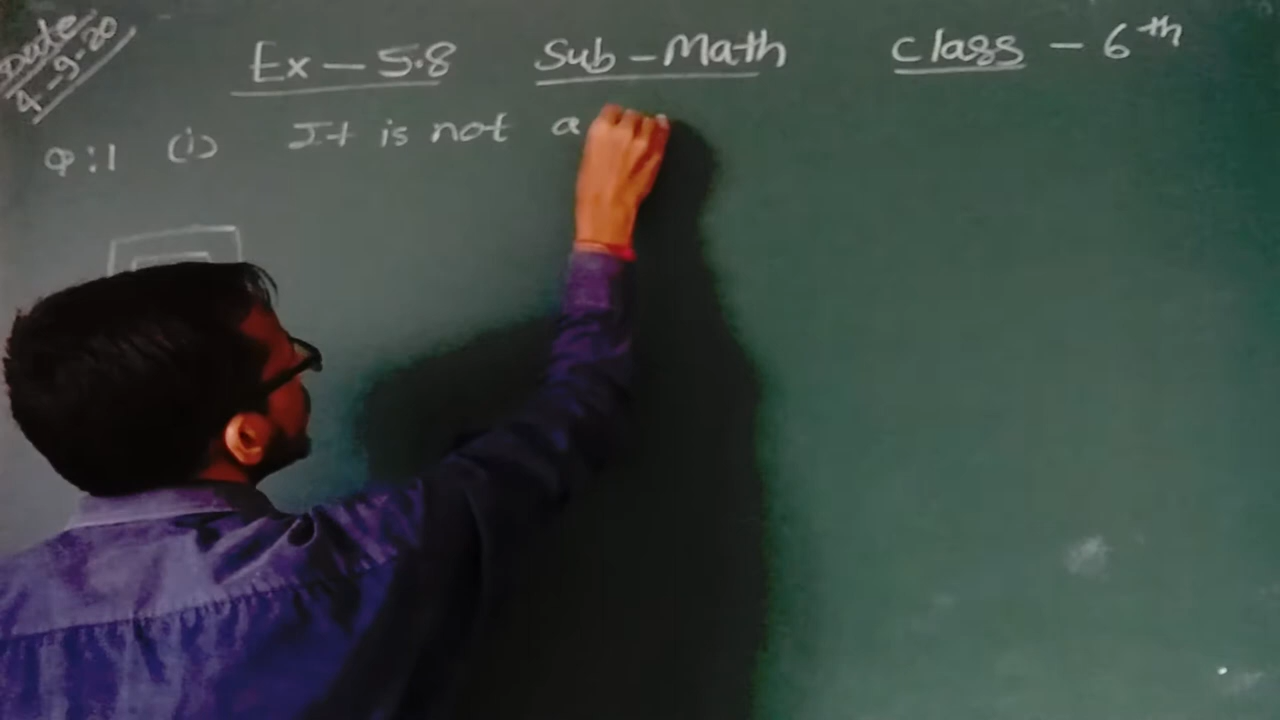 Date
4-9-20
Ex - 5.8 Sub - Math Class - 6th
Q:1 (i) It is not a